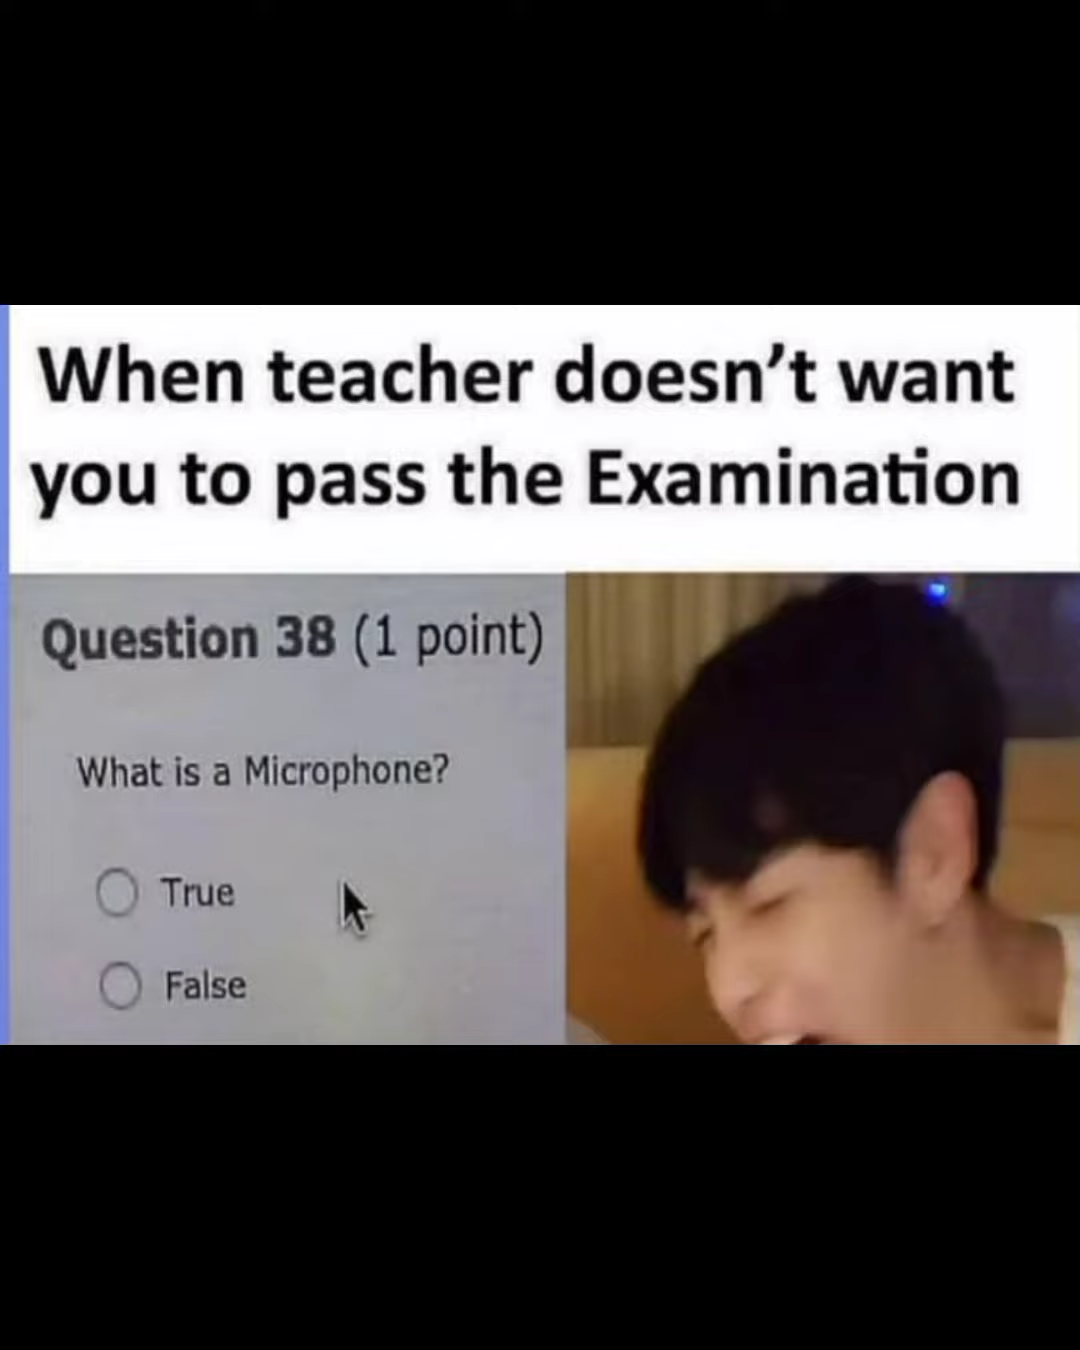 When teacher doesn't want
you to pass the Examination
Question 38 (1 point)
What is a Microphone?
True
False